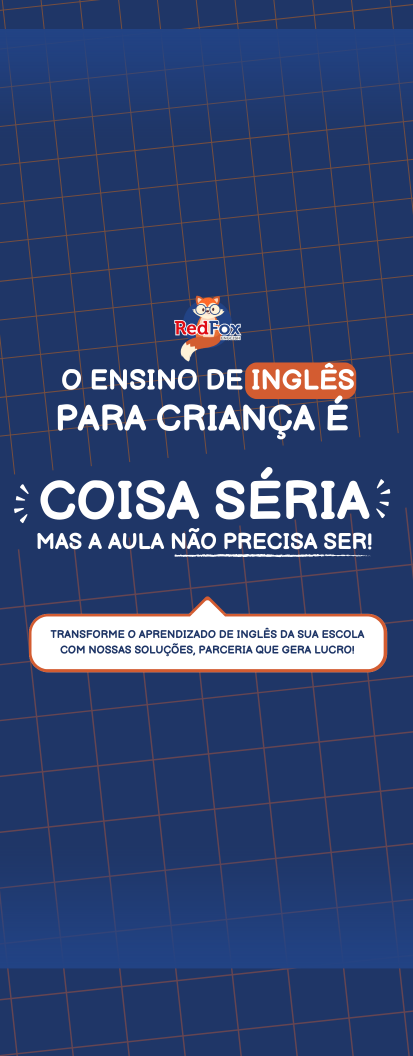 RedFox
O ENSINO DE INGLÊS
PARA CRIANÇA É
COISA SÉRIA
MAS A AULA NÃO PRECISA SER!
TRANSFORME O APRENDIZADO DE INGLÊS DA SUA ESCOLA
COM NOSSAS SOLUÇÕES, PARCERIA QUE GERA LUCRO!